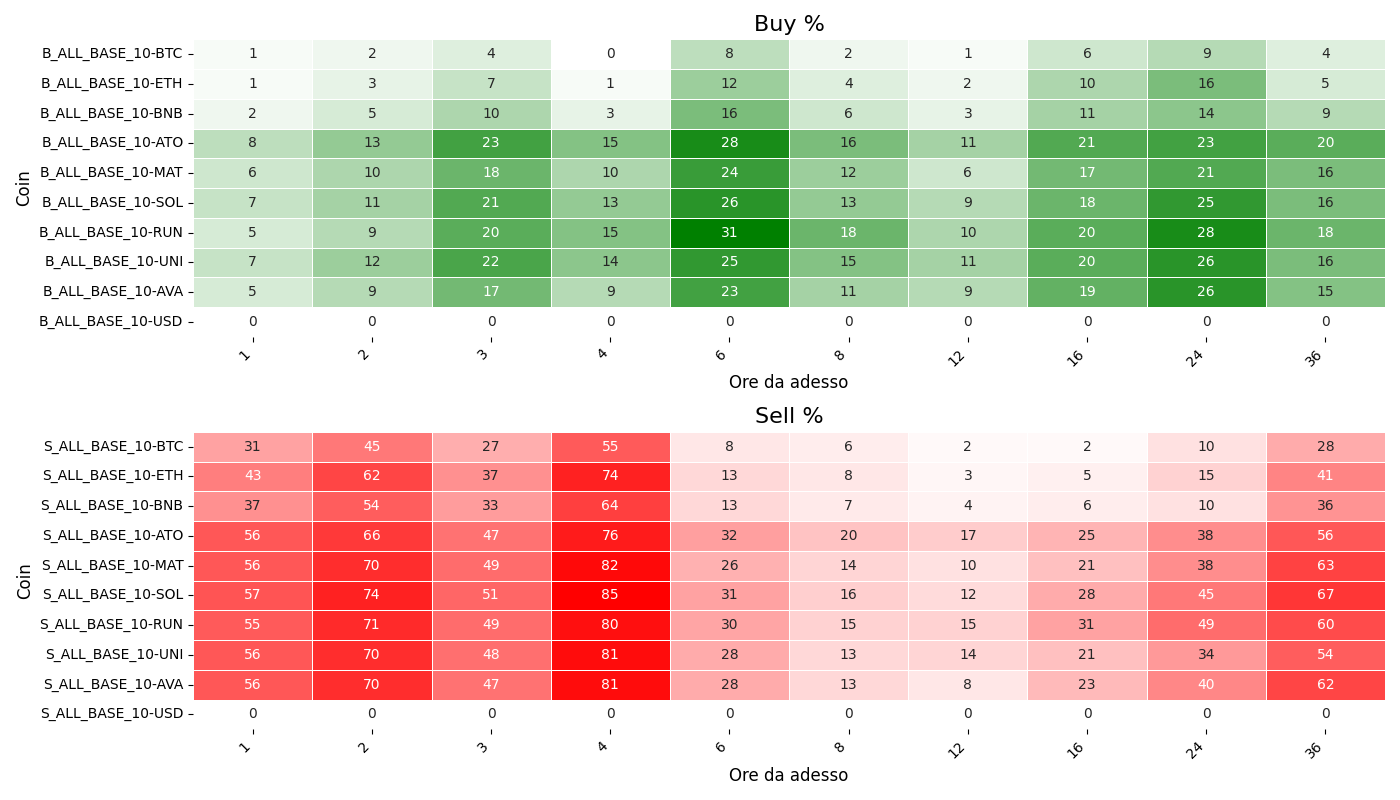 Buy %
Coin
B_ALL_BASE_10-BTC 1 2 4 0 8 2 1 6 9 4
B_ALL_BASE_10-ETH 1 3 7 1 12 4 2 10 16 5
B_ALL_BASE_10-BNB 2 5 10 3 16 6 3 11 14 9
B_ALL_BASE_10-ATO 8 13 23 15 28 16 11 21 23 20
B_ALL_BASE_10-MAT 6 10 18 10 24 12 6 17 21 16
B_ALL_BASE_10-SOL 7 11 21 13 26 13 9 18 25 16
B_ALL_BASE_10-RUN 5 9 20 15 31 18 10 20 28 18
B_ALL_BASE_10-UNI 7 12 22 14 25 15 11 20 26 16
B_ALL_BASE_10-AVA 5 9 17 9 23 11 9 19 26 15
B_ALL_BASE_10-USD 0 0 0 0 0 0 0 0 0 0
1 2 3 4 6 8 12 16 24 36
Ore da adesso
Sell %
Coin
S_ALL_BASE_10-BTC 31 45 27 55 8 6 2 2 10 28
S_ALL_BASE_10-ETH 43 62 37 74 13 8 3 5 15 41
S_ALL_BASE_10-BNB 37 54 33 64 13 7 4 6 10 36
S_ALL_BASE_10-ATO 56 66 47 76 32 20 17 25 38 56
S_ALL_BASE_10-MAT 56 70 49 82 26 14 10 21 38 63
S_ALL_BASE_10-SOL 57 74 51 85 31 16 12 28 45 67
S_ALL_BASE_10-RUN 55 71 49 80 30 15 15 31 49 60
S_ALL_BASE_10-UNI 56 70 48 81 28 13 14 21 34 54
S_ALL_BASE_10-AVA 56 70 47 81 28 13 8 23 40 62
S_ALL_BASE_10-USD 0 0 0 0 0 0 0 0 0 0
1 2 3 4 6 8 12 16 24 36
Ore da adesso